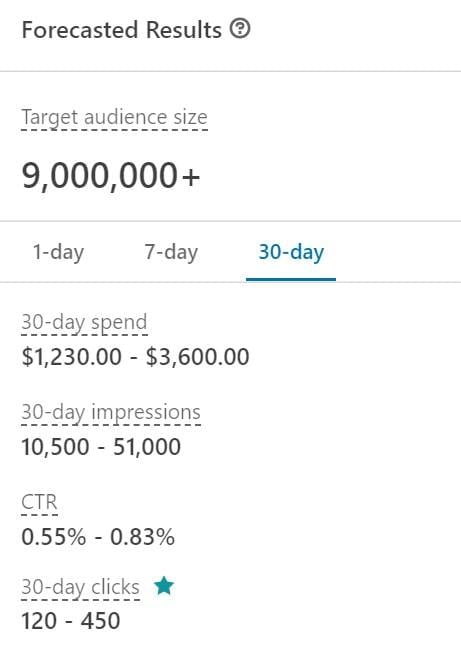 Forecasted Results ?
Target audience size
9,000,000+
1-day 7-day 30-day
30-day spend
$1,230.00 - $3,600.00
30-day impressions
10,500 - 51,000
CTR
0.55% - 0.83%
30-day clicks
120 - 450